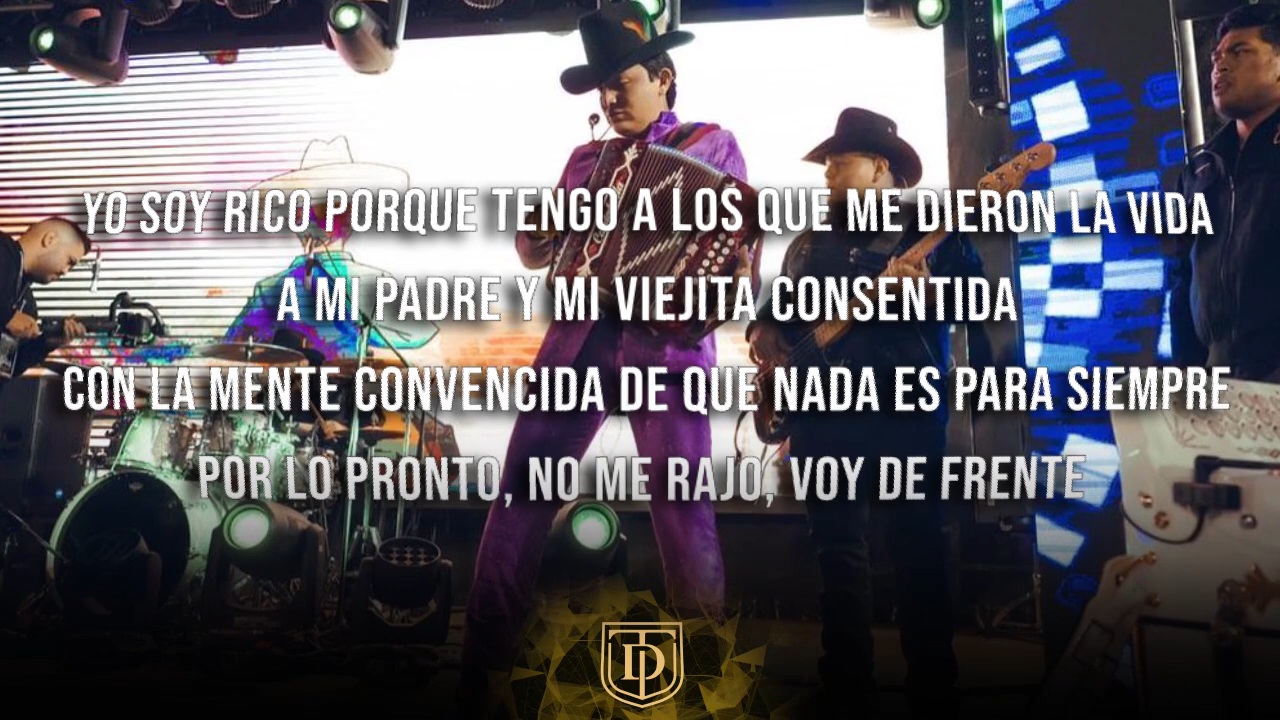 YO SOY RICO PORQUE TENGO A LOS QUE ME DIERON LA VIDA
A MI PADRE Y MI VIEJITA CONSENTIDA
CON LA MENTE CONVENCIDA DE QUE NADA ES PARA SIEMPRE
POR LO PRONTO, NO ME RAJO, VOY DE FRENTE